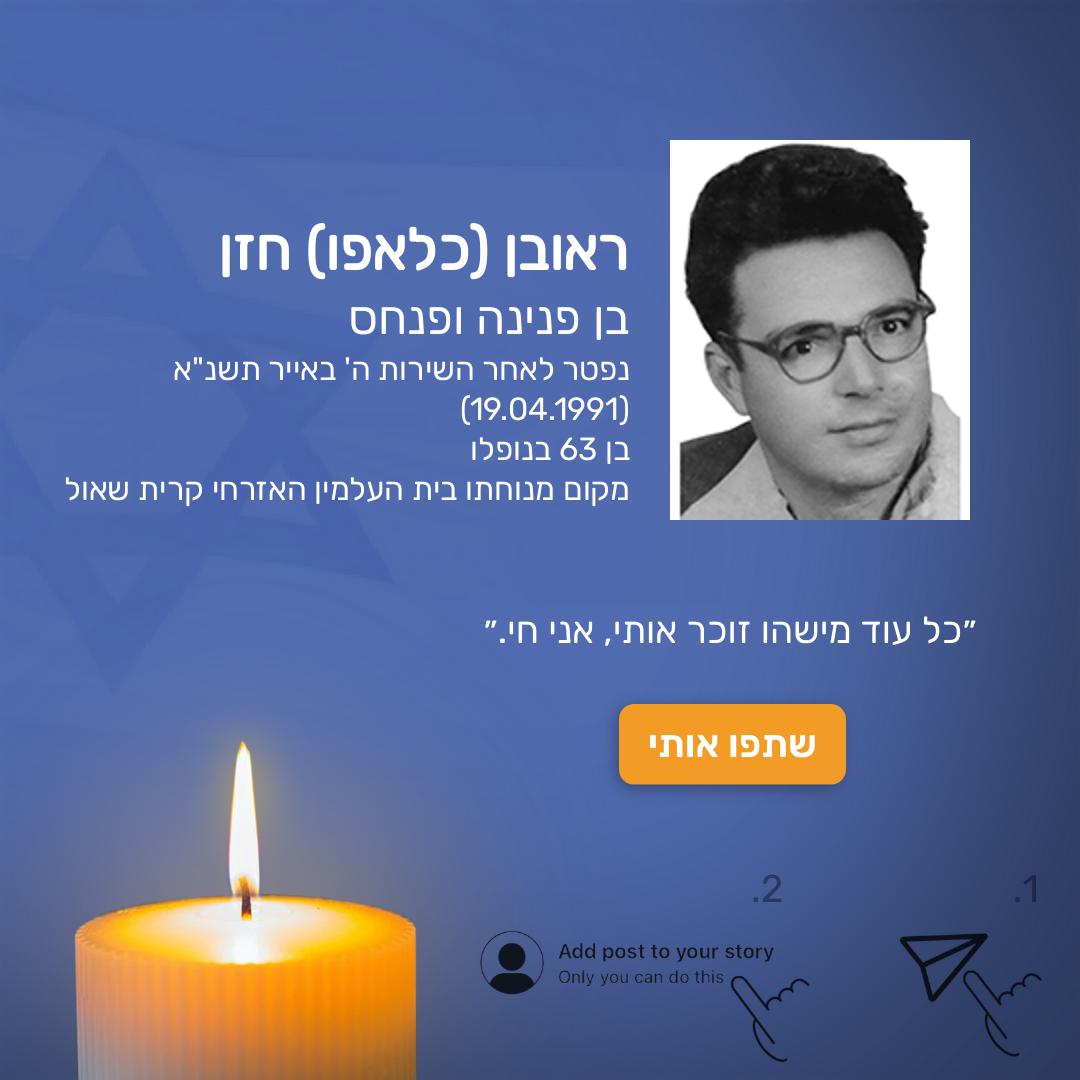 ראובן (כלאפו) חזן
בן פנינה ופנחס
נפטר לאחר השירות ה' באייר תשנ"א
(19.04.1991)
בן 63 בנופלו
מקום מנוחתו בית העלמין האזרחי קרית שאול
״כל עוד מישהו זוכר אותי, אני חי.״
שתפו אותי
.1
.2
Add post to your story
Only you can do this